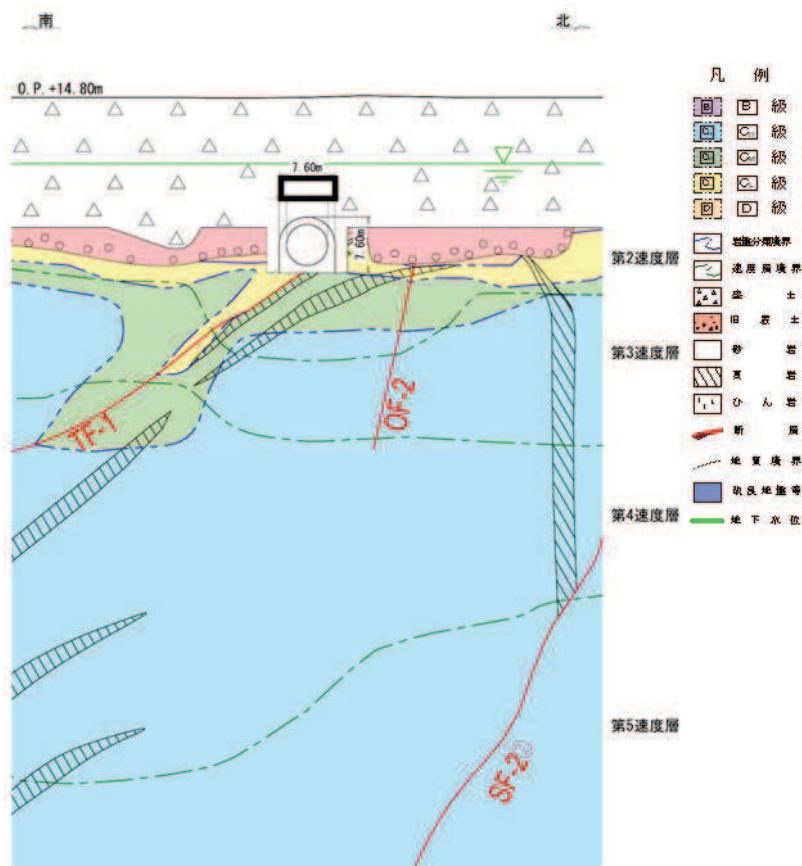 南
北
O.P.+14.80m
7.60m
7.60m
TF-1
OF-2
SF-2
第2速度層
第3速度層
第4速度層
第5速度層
凡 例
B B 級
級
級
級
D D 級
岩盤分類境界
速度層境界
盛 土
旧 表 土
砂 岩
頁 岩
ひ ん 岩
断 層
地 質 境 界
改 良 地 盤 等
地 下 水 位